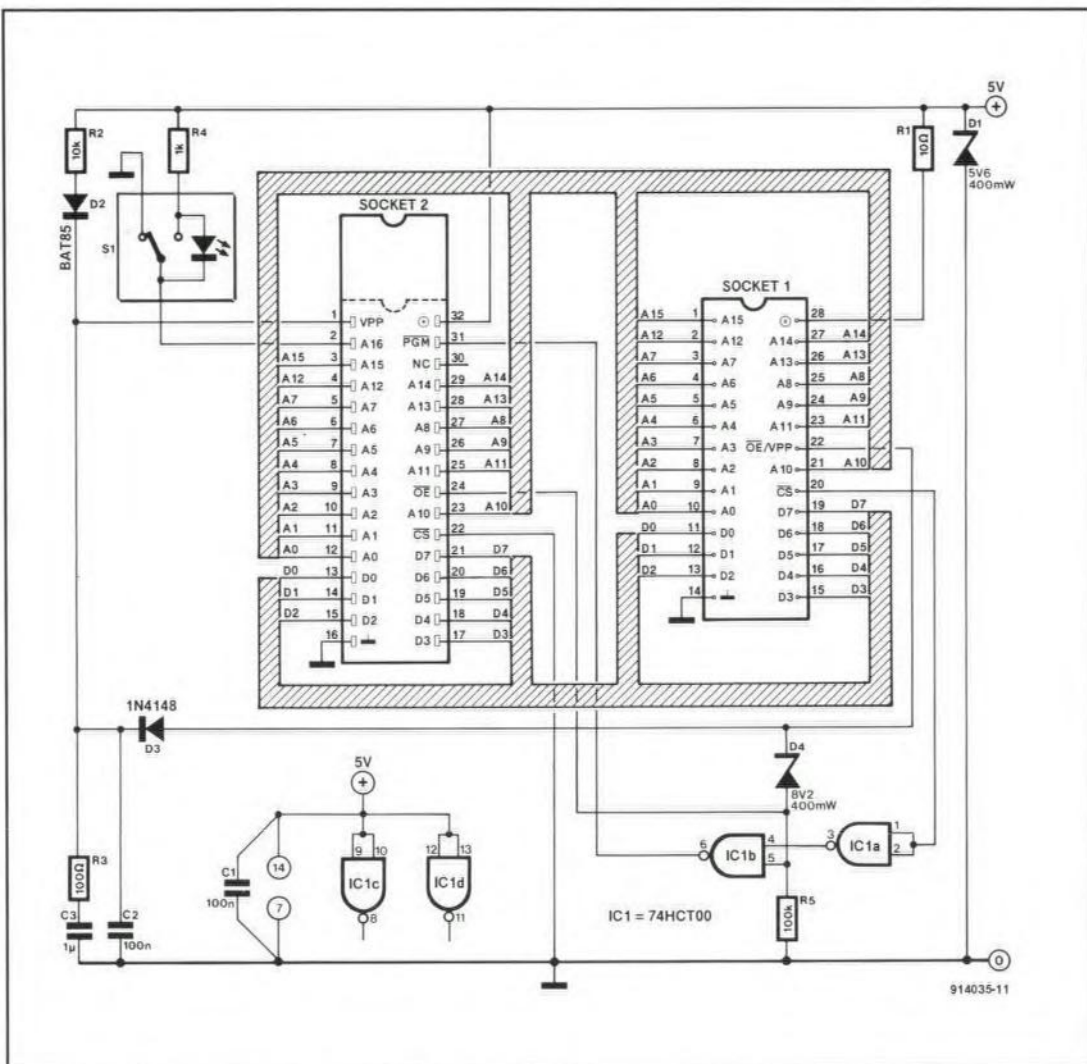 5V
+
R2
10k
R4
1k
D2
BAT85
S1
R1
10Ω
D1
5V6
400mW
SOCKET 2
1 VPP
2 A16
A15 3 A15
A12 4 A12
A7 5 A7
A6 6 A6
A5 7 A5
A4 8 A4
A3 9 A3
A2 10 A2
A1 11 A1
A0 12 A0
D0 13 D0
D1 14 D1
D2 15 D2
16 ⊥
+ 32
PGM 31
NC 30
A14 29 A14
A13 28 A13
A8 27 A8
A9 26 A9
A11 25 A11
OE 24
A10 23 A10
CS 22
D7 21 D7
D6 20 D6
D5 19 D5
D4 18 D4
D3 17 D3
SOCKET 1
A15 1 A15
A12 2 A12
A7 3 A7
A6 4 A6
A5 5 A5
A4 6 A4
A3 7 A3
A2 8 A2
A1 9 A1
A0 10 A0
D0 11 D0
D1 12 D1
D2 13 D2
14 ⊥
+ 28
A14 27 A14
A13 26 A13
A8 25 A8
A9 24 A9
A11 23 A11
OE/VPP 22
A10 21 A10
CS 20
D7 19 D7
D6 18 D6
D5 17 D5
D4 16 D4
D3 15 D3
1N4148
D3
D4
8V2
400mW
5V
+
R3
100Ω
C3
1µ
C2
100n
C1
100n
14
7
9 10
IC1c
8
12 13
IC1d
11
6 IC1b 4
5
3 IC1a 1
2
R5
100k
IC1 = 74HCT00
0
914035-11